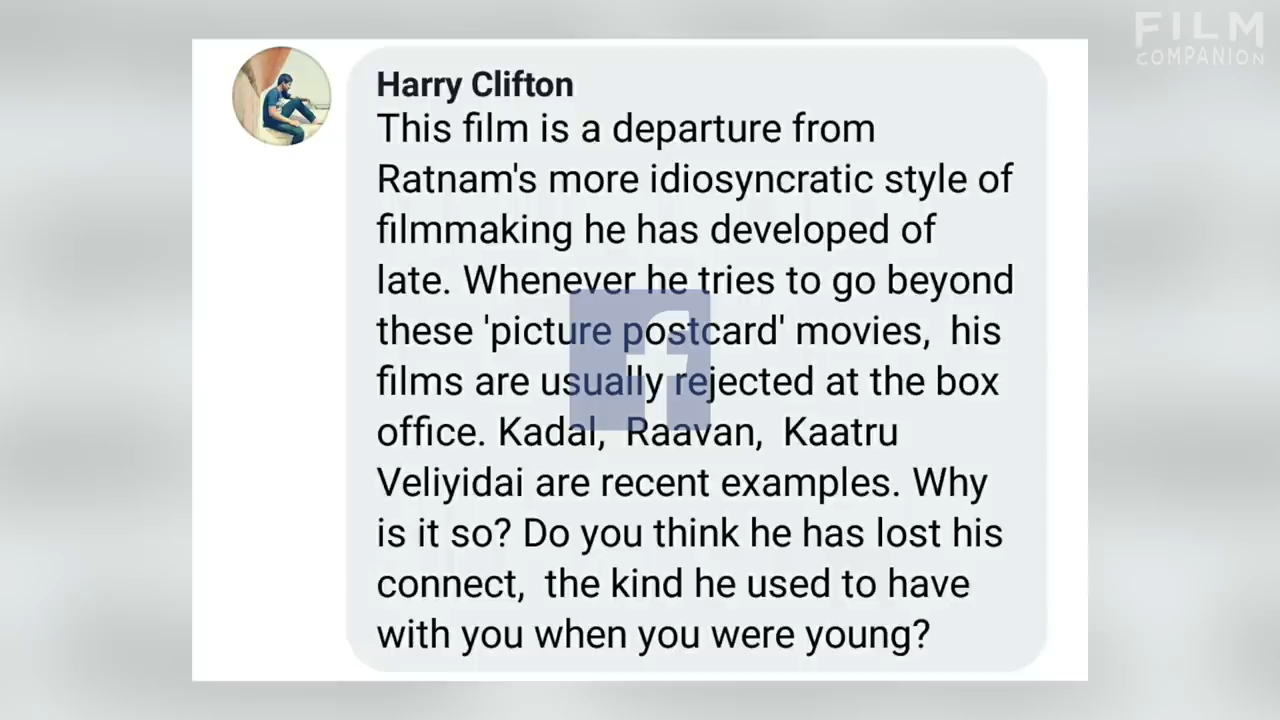 FILM
COMPANION
Harry Clifton
This film is a departure from
Ratnam's more idiosyncratic style of
filmmaking he has developed of
late. Whenever he tries to go beyond
these 'picture postcard' movies,  his
films are usually rejected at the box
office. Kadal,  Raavan,  Kaatru
Veliyidai are recent examples. Why
is it so? Do you think he has lost his
connect,  the kind he used to have
with you when you were young?
f